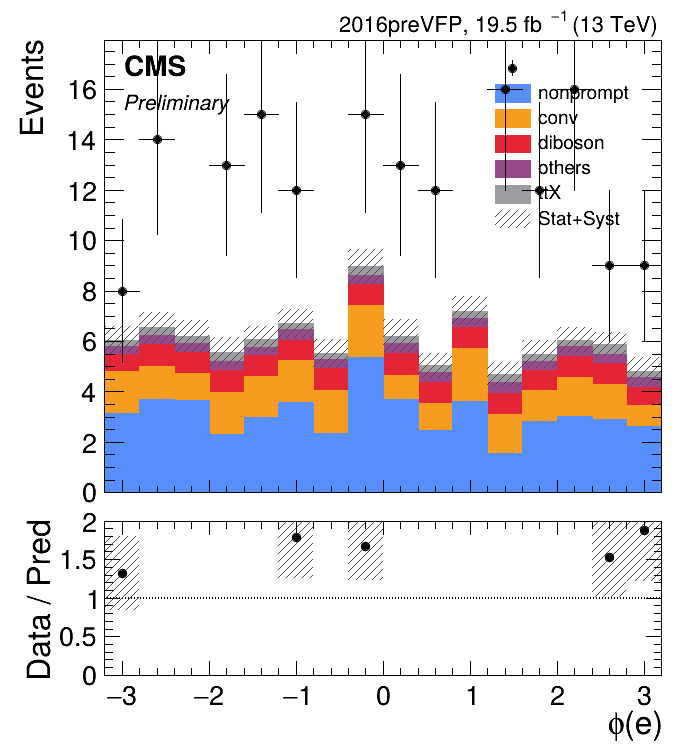 2016preVFP, 19.5 fb ⁻¹ (13 TeV)
Events
CMS
Preliminary
nonprompt
conv
diboson
others
ttX
Stat+Syst
16
14
12
10
8
6
4
2
0
Data / Pred
2
1.5
1
0.5
0
−3 −2 −1 0 1 2 3
ϕ(e)